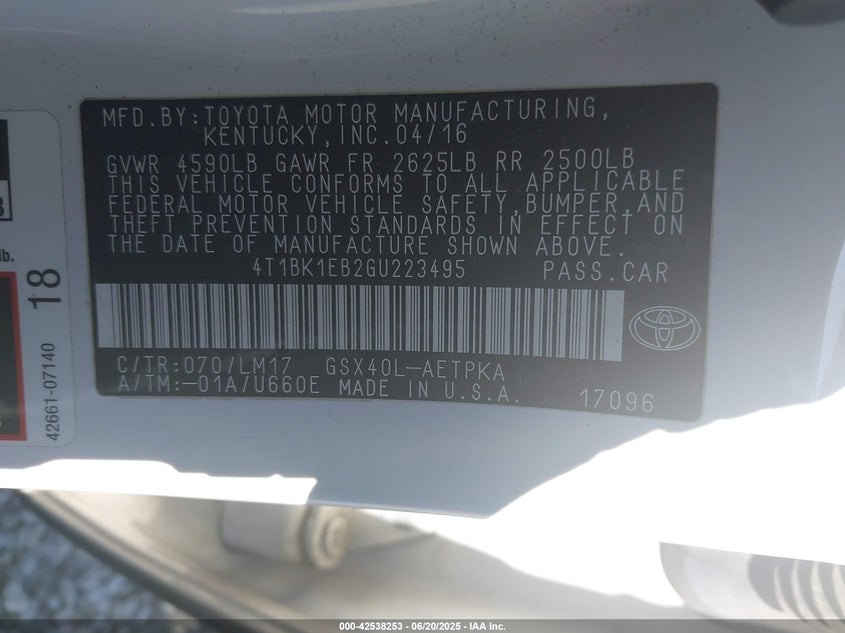 MFD.BY:TOYOTA MOTOR MANUFACTURING,
KENTUCKY,INC.04/16
GVWR 4590LB GAWR FR 2625LB RR 2500LB
THIS VEHICLE CONFORMS TO ALL APPLICABLE
FEDERAL MOTOR VEHICLE SAFETY,BUMPER,AND
THEFT PREVENTION STANDARDS IN EFFECT ON
THE DATE OF MANUFACTURE SHOWN ABOVE.
4T1BK1EB2GU223495 PASS.CAR
C/TR:070/LM17 GSX40L-AETPKA
A/TM:-01A/U660E MADE IN U.S.A.
17096
lb.
18
42661-07140
000-42538253 - 06/20/2025 - IAA Inc.